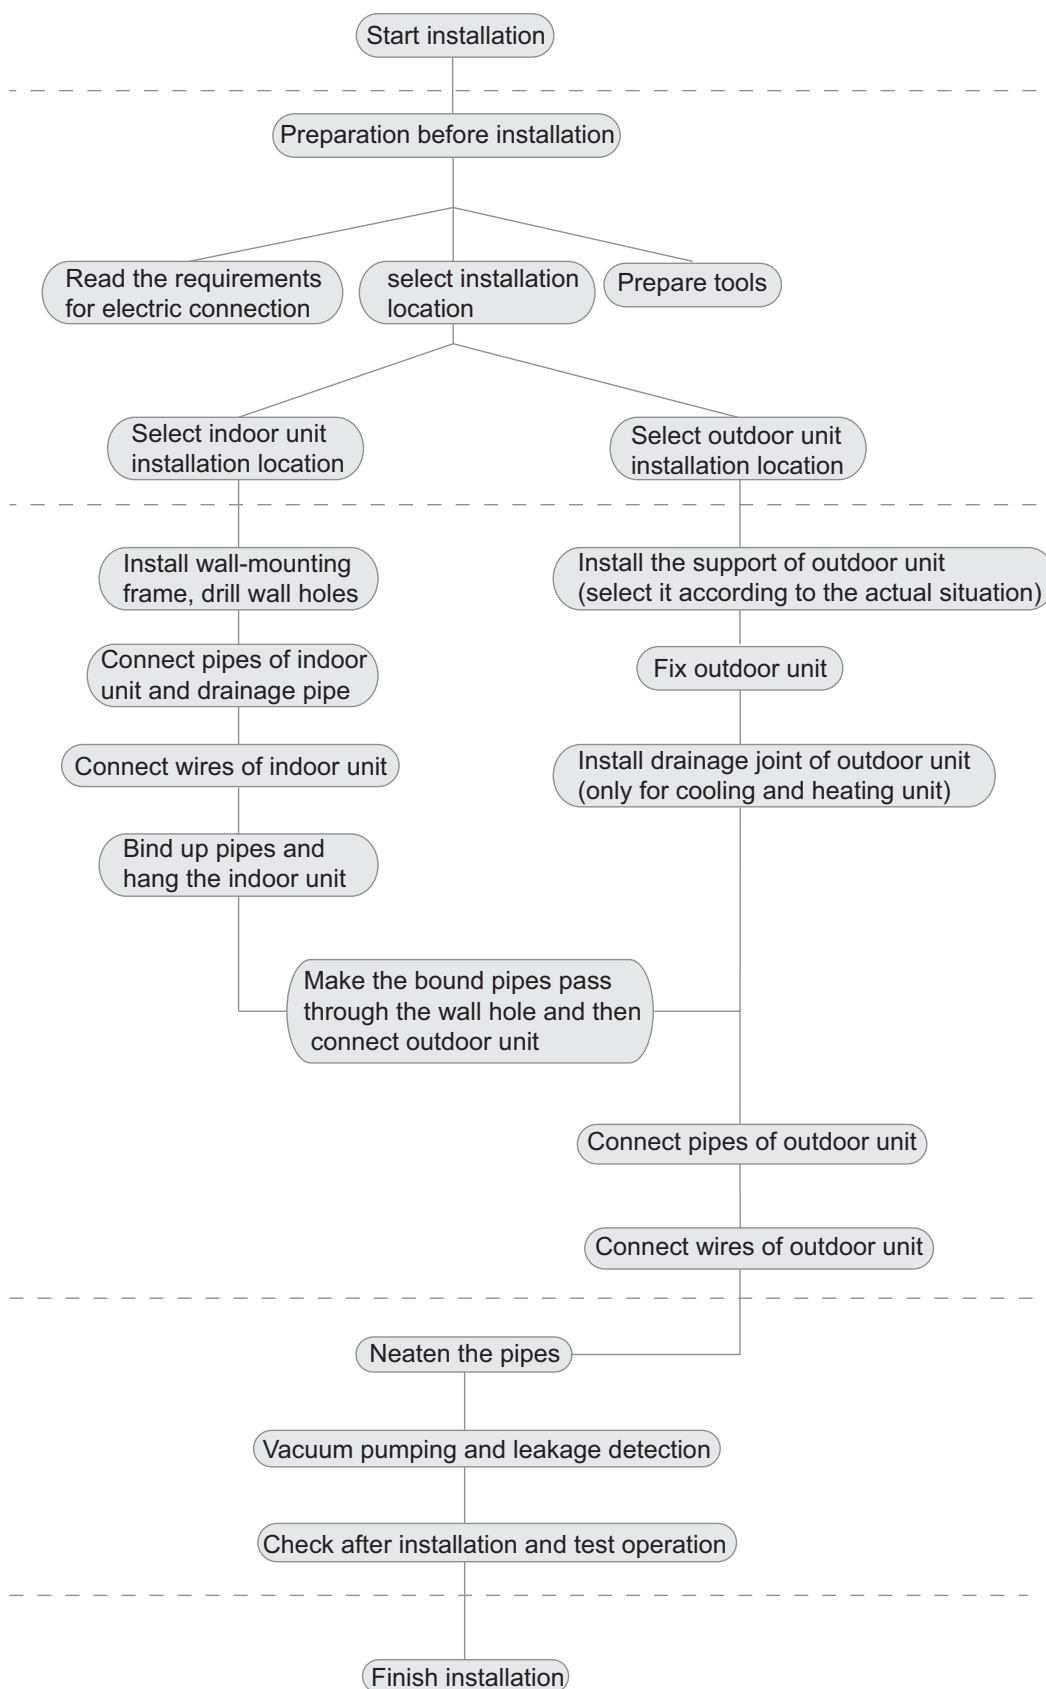 Start installation
Preparation before installation
Read the requirements
for electric connection
select installation
location
Prepare tools
Select indoor unit
installation location
Select outdoor unit
installation location
Install wall-mounting
frame, drill wall holes
Install the support of outdoor unit
(select it according to the actual situation)
Connect pipes of indoor
unit and drainage pipe
Fix outdoor unit
Connect wires of indoor unit
Install drainage joint of outdoor unit
(only for cooling and heating unit)
Bind up pipes and
hang the indoor unit
Make the bound pipes pass
through the wall hole and then
connect outdoor unit
Connect pipes of outdoor unit
Connect wires of outdoor unit
Neaten the pipes
Vacuum pumping and leakage detection
Check after installation and test operation
Finish installation